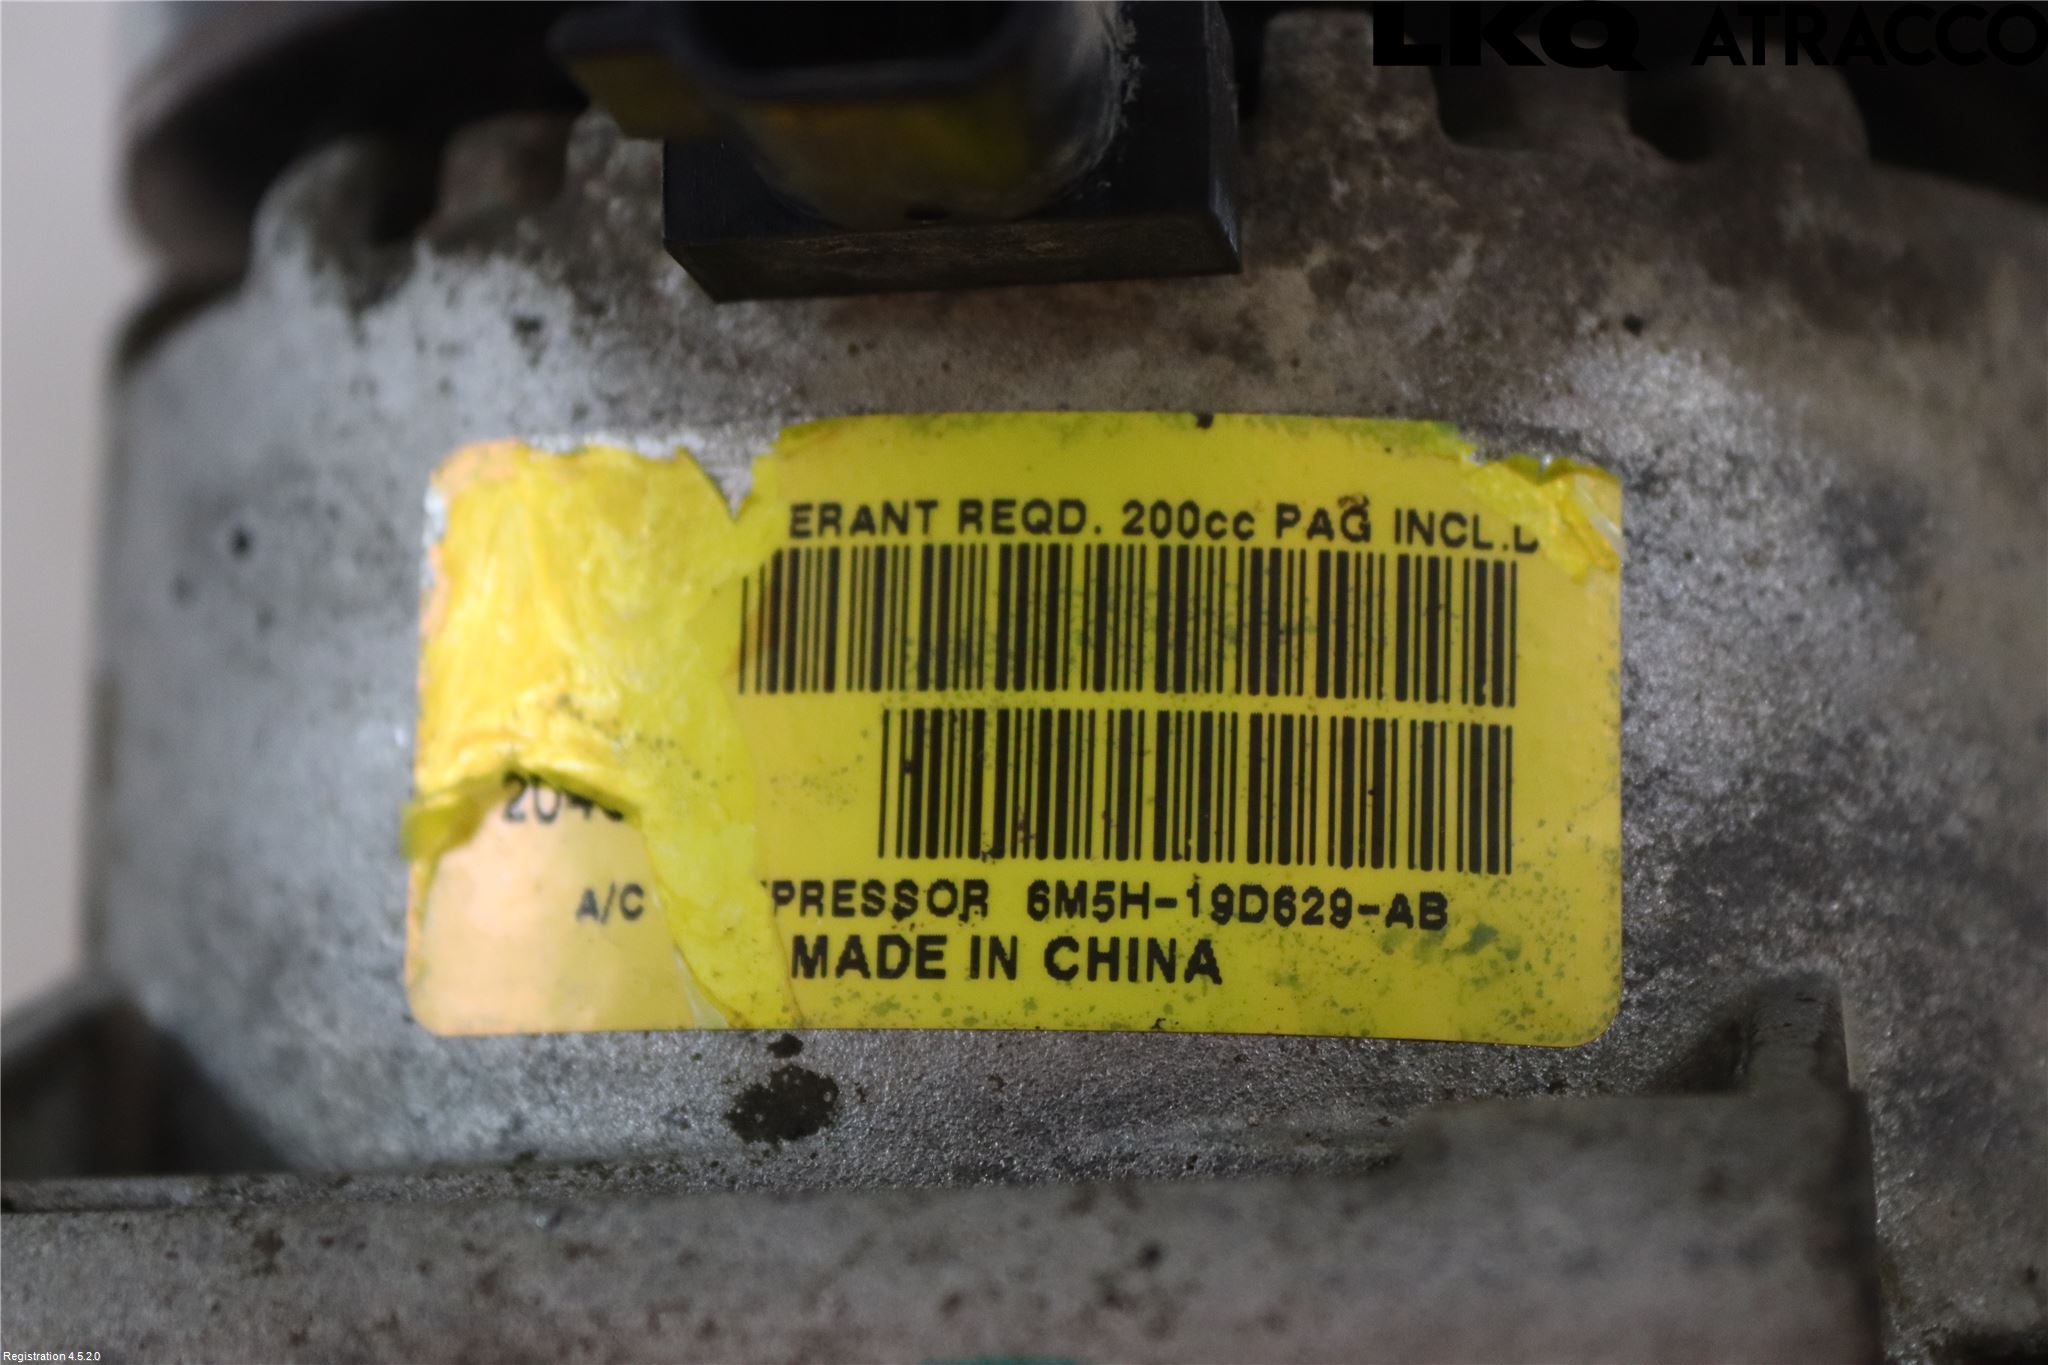 LKQ ATRACCO
ERANT REQD. 200cc PAG INCL.D
A/C PRESSOR 6M5H-19D629-AB
MADE IN CHINA
Registration 4.5.2.0